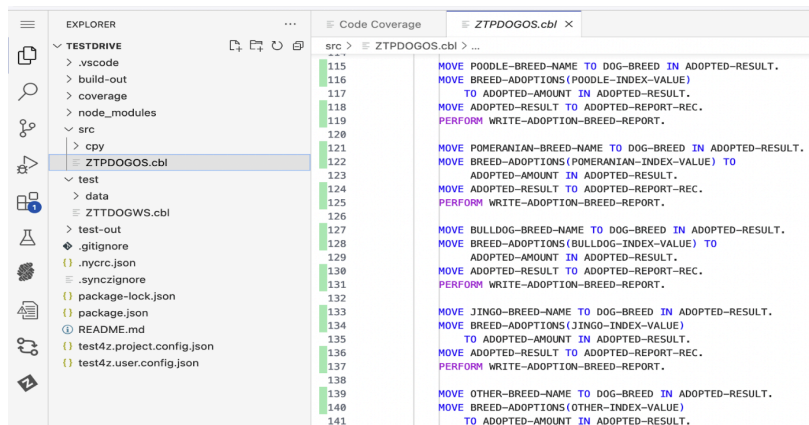 EXPLORER
TESTDRIVE
.vscode
build-out
coverage
node_modules
src
cpy
ZTPDOGOS.cbl
test
data
ZTTDOGWS.cbl
test-out
.gitignore
.nycrc.json
.synczignore
package-lock.json
package.json
README.md
test4z.project.config.json
test4z.user.config.json
1
Code Coverage
ZTPDOGOS.cbl
src > ZTPDOGOS.cbl > ...
115 MOVE POODLE-BREED-NAME TO DOG-BREED IN ADOPTED-RESULT.
116 MOVE BREED-ADOPTIONS(POODLE-INDEX-VALUE)
117 TO ADOPTED-AMOUNT IN ADOPTED-RESULT.
118 MOVE ADOPTED-RESULT TO ADOPTED-REPORT-REC.
119 PERFORM WRITE-ADOPTION-BREED-REPORT.
120
121 MOVE POMERANIAN-BREED-NAME TO DOG-BREED IN ADOPTED-RESULT.
122 MOVE BREED-ADOPTIONS(POMERANIAN-INDEX-VALUE) TO
123 ADOPTED-AMOUNT IN ADOPTED-RESULT.
124 MOVE ADOPTED-RESULT TO ADOPTED-REPORT-REC.
125 PERFORM WRITE-ADOPTION-BREED-REPORT.
126
127 MOVE BULLDOG-BREED-NAME TO DOG-BREED IN ADOPTED-RESULT.
128 MOVE BREED-ADOPTIONS(BULLDOG-INDEX-VALUE) TO
129 ADOPTED-AMOUNT IN ADOPTED-RESULT.
130 MOVE ADOPTED-RESULT TO ADOPTED-REPORT-REC.
131 PERFORM WRITE-ADOPTION-BREED-REPORT.
132
133 MOVE JINGO-BREED-NAME TO DOG-BREED IN ADOPTED-RESULT.
134 MOVE BREED-ADOPTIONS(JINGO-INDEX-VALUE)
135 TO ADOPTED-AMOUNT IN ADOPTED-RESULT.
136 MOVE ADOPTED-RESULT TO ADOPTED-REPORT-REC.
137 PERFORM WRITE-ADOPTION-BREED-REPORT.
138
139 MOVE OTHER-BREED-NAME TO DOG-BREED IN ADOPTED-RESULT.
140 MOVE BREED-ADOPTIONS(OTHER-INDEX-VALUE)
141 TO ADOPTED-AMOUNT IN ADOPTED-RESULT.